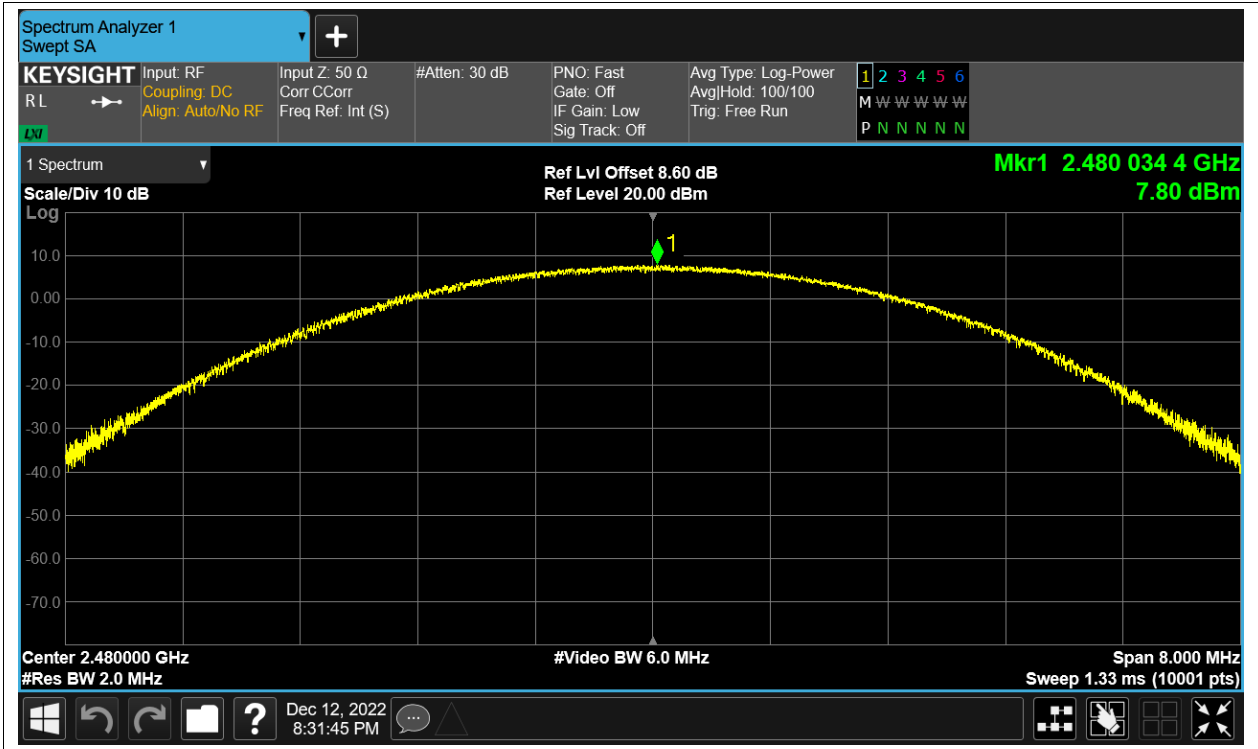 Spectrum Analyzer 1
Swept SA
KEYSIGHT
R L
LXI
Input: RF
Coupling: DC
Align: Auto/No RF
Input Z: 50 Ω
Corr CCorr
Freq Ref: Int (S)
#Atten: 30 dB
PNO: Fast
Gate: Off
IF Gain: Low
Sig Track: Off
Avg Type: Log-Power
Avg|Hold: 100/100
Trig: Free Run
1 2 3 4 5 6
M W W W W W W
P N N N N N N
1 Spectrum
Scale/Div 10 dB
Log
Ref Lvl Offset 8.60 dB
Ref Level 20.00 dBm
Mkr1 2.480 034 4 GHz
7.80 dBm
1
10.0
0.00
-10.0
-20.0
-30.0
-40.0
-50.0
-60.0
-70.0
Center 2.480000 GHz
#Video BW 6.0 MHz
Span 8.000 MHz
#Res BW 2.0 MHz
Sweep 1.33 ms (10001 pts)
?
Dec 12, 2022
8:31:45 PM